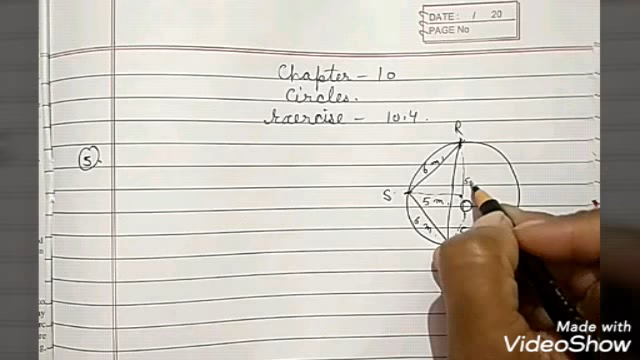 DATE: / 20
PAGE No
Chapter - 10
Circles.
Exercise - 10.4.
(5)
R
6 m.
S
5 m.
O
6 m.
Made with
VideoShow